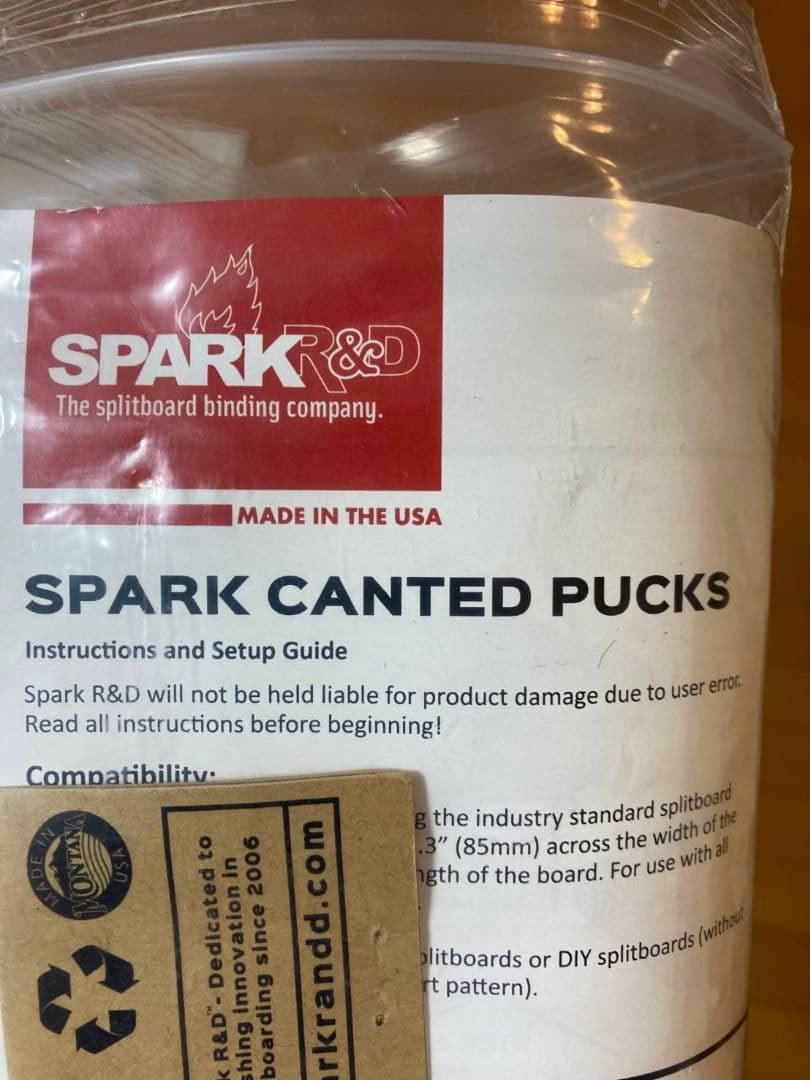 SPARK R&D
The splitboard binding company.
MADE IN THE USA
SPARK CANTED PUCKS
Instructions and Setup Guide
Spark R&D will not be held liable for product damage due to user error.
Read all instructions before beginning!
Compatibility:
g the industry standard splitboard
.3” (85mm) across the width of the
ngth of the board. For use with all
plitboards or DIY splitboards (without
rt pattern).
MADE IN
MONTANA
USA
k R&D™ - Dedicated to
shing innovation in
boarding since 2006
arkrandd.com